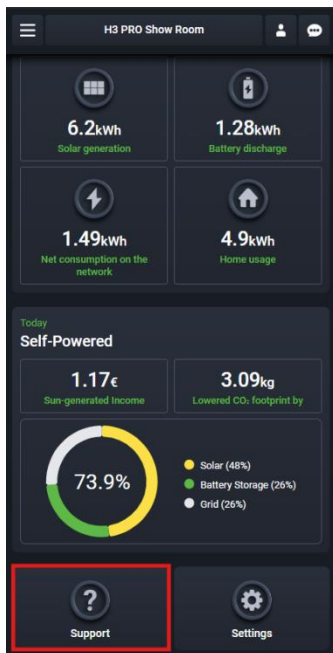 H3 PRO Show Room
6.2kWh
Solar generation
1.28kWh
Battery discharge
1.49kWh
Net consumption on the
network
4.9kWh
Home usage
Today
Self-Powered
1.17€
Sun-generated Income
3.09kg
Lowered CO₂ footprint by
73.9%
Solar (48%)
Battery Storage (26%)
Grid (26%)
?
Support
Settings